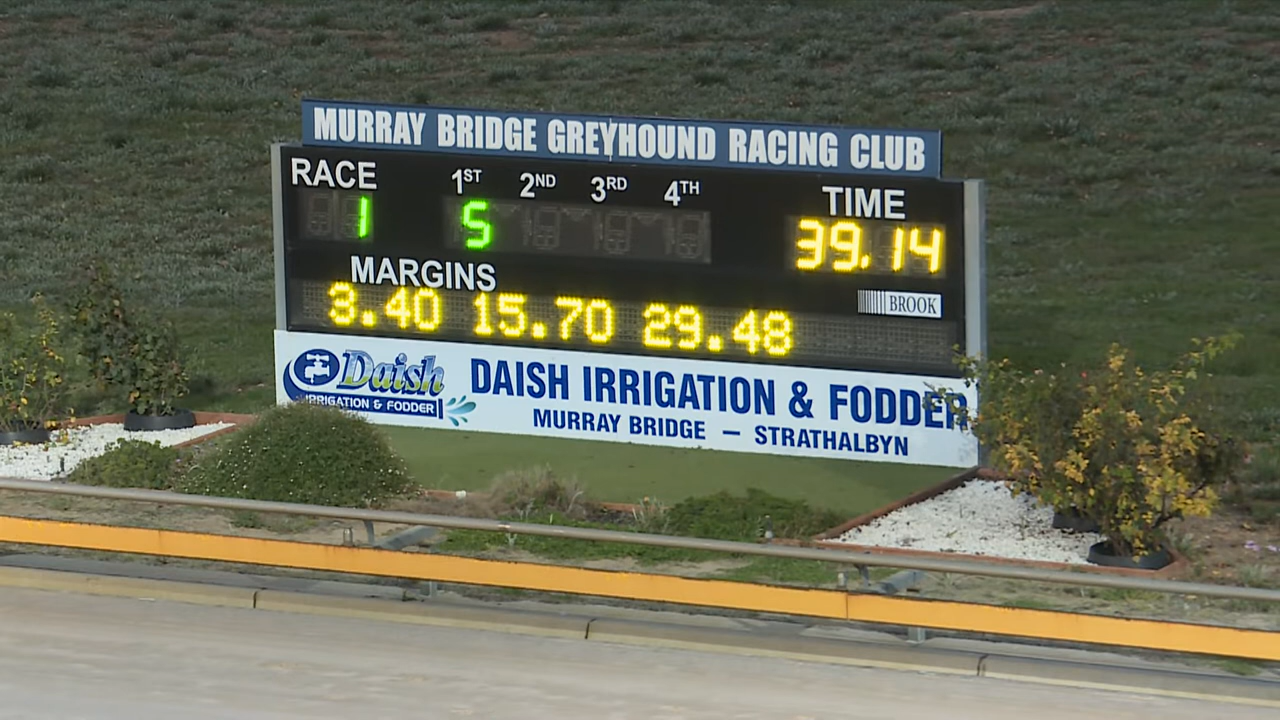 MURRAY BRIDGE GREYHOUND RACING CLUB
RACE 1ST 2ND 3RD 4TH TIME
1 5 39.14
MARGINS
BROOK
3.40 15.70 29.48
Daish
IRRIGATION & FODDER
DAISH IRRIGATION & FODDER
MURRAY BRIDGE – STRATHALBYN